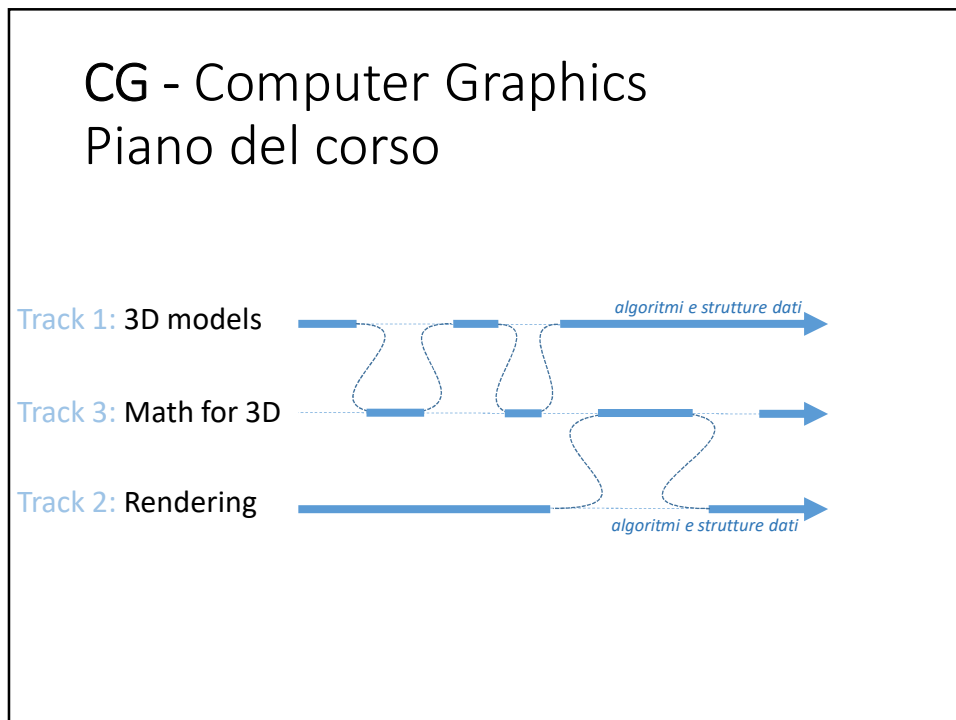 CG - Computer Graphics
Piano del corso
algoritmi e strutture dati
Track 1: 3D models
Track 3: Math for 3D
Track 2: Rendering
algoritmi e strutture dati